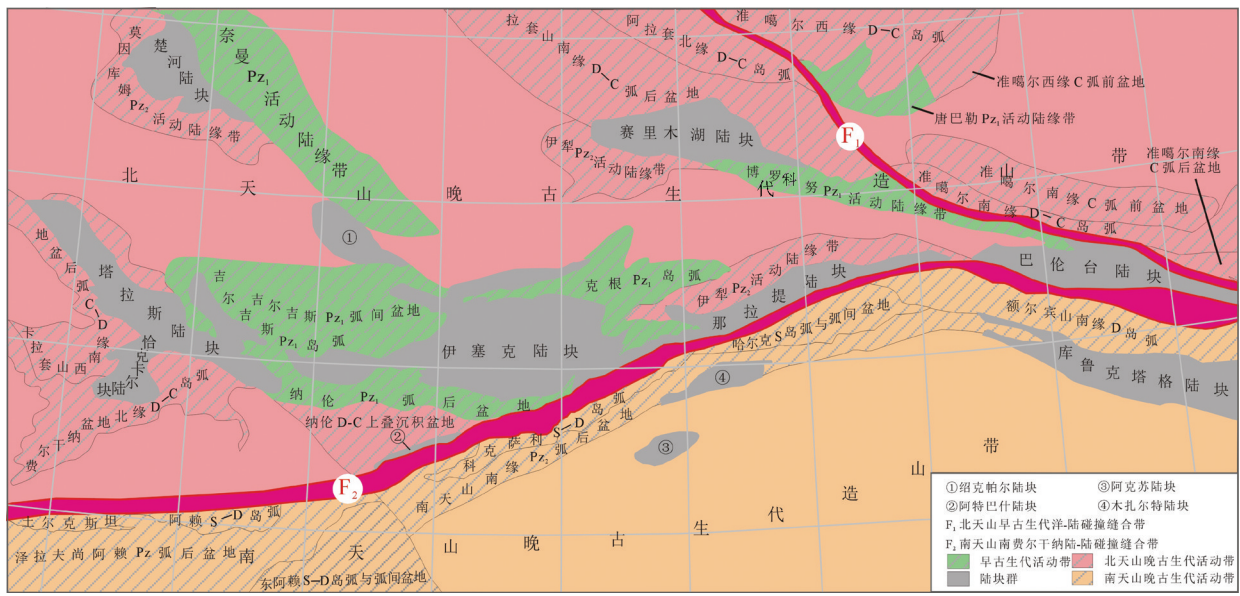 莫因库姆Pz₂活动陆缘带
楚河陆块
奈曼Pz₁活动陆缘带
拉套山南缘D-C弧后盆地
阿拉套北缘D-C岛弧
准噶尔西缘D-C岛弧
准噶尔西缘C弧前盆地
唐巴勒Pz₁活动陆缘带
赛里木湖陆块
伊犁Pz₂活动陆缘带
F₁
准噶尔南缘C弧后盆地
北天山晚古生代造山带
博罗科努Pz₁活动陆缘带
准噶尔南缘C弧前盆地
准噶尔南缘D-C岛弧
①
塔拉斯陆块
吉尔吉尔吉斯Pz₁弧间盆地
吉斯Pz₁岛弧
克根Pz₁岛弧
伊犁Pz₂活动陆缘带
那拉提陆块
巴伦台陆块
卡拉套山西南缘D-C弧后盆地
恰特卡尔陆块
伊塞克陆块
哈尔克S岛弧与弧间盆地
额尔宾山南缘D岛弧
库鲁克塔格陆块
④
纳伦Pz₁弧后盆地
费尔干纳盆地北缘D-C岛弧
纳伦D-C上叠沉积盆地
②
科克萨利S-D岛弧
南天山南缘Pz₂弧后盆地
③
F₂
土尔克斯坦
阿赖S-D岛弧
泽拉夫尚阿赖Pz弧后盆地
南天山晚古生代造山带
东阿赖S-D岛弧与弧间盆地
①绍克帕尔陆块
③阿克苏陆块
②阿特巴什陆块
④木扎尔特陆块
F₁北天山早古生代洋-陆碰撞缝合带
F₂南天山南费尔干纳陆-陆碰撞缝合带
早古生代活动带
北天山晚古生代活动带
陆块群
南天山晚古生代活动带